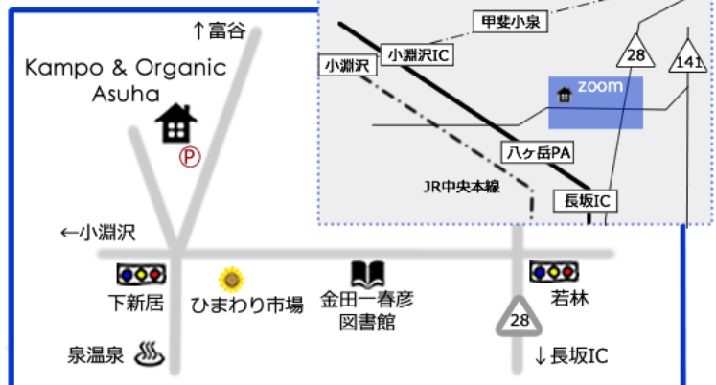 ↑富谷
Kampo & Organic
Asuha
P
←小淵沢
下新居
ひまわり市場
金田一春彦
図書館
若林
28
泉温泉
↓長坂IC
甲斐小泉
小淵沢
小淵沢IC
28
141
zoom
八ヶ岳PA
JR中央本線
長坂IC